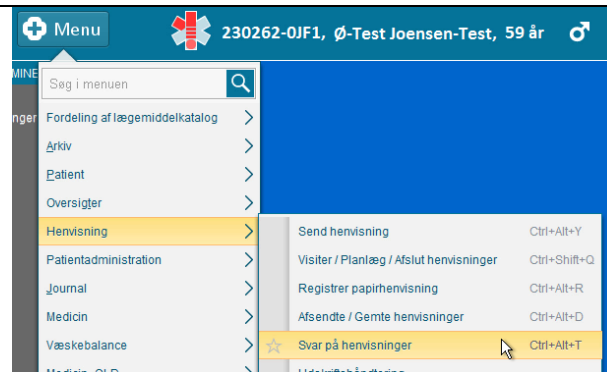 Menu 230262-0JF1, Ø-Test Joensen-Test, 59 år
MINE
Søg i menuen
nger
Fordeling af lægemiddelkatalog
Arkiv
Patient
Oversigter
Henvisning
Send henvisning Ctrl+Alt+Y
Patientadministration
Visiter / Planlæg / Afslut henvisninger Ctrl+Shift+Q
Journal
Registrer papirhenvisning Ctrl+Alt+R
Medicin
Afsendte / Gemte henvisninger Ctrl+Alt+D
Væskebalance
Svar på henvisninger Ctrl+Alt+T